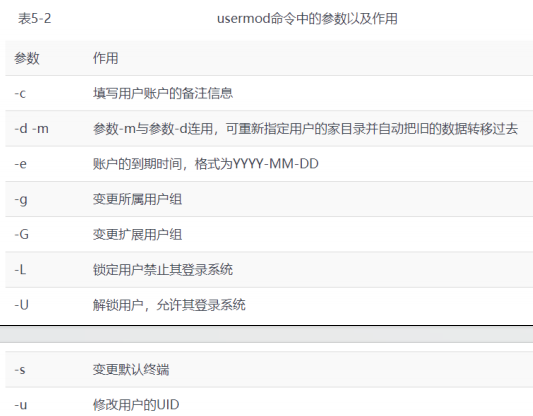 表5-2 usermod命令中的参数以及作用
参数 作用
-c 填写用户账户的备注信息
-d -m 参数-m与参数-d连用，可重新指定用户的家目录并自动把旧的数据转移过去
-e 账户的到期时间，格式为YYYY-MM-DD
-g 变更所属用户组
-G 变更扩展用户组
-L 锁定用户禁止其登录系统
-U 解锁用户，允许其登录系统
-s 变更默认终端
-u 修改用户的UID